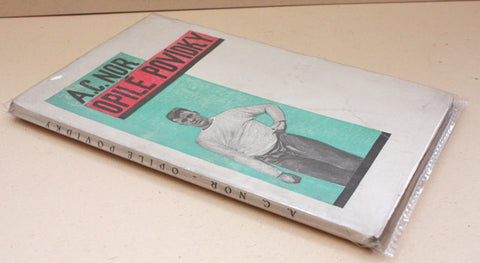 A.C. NOR
OPILÉ POVÍDKY
A. C. NOR - OPILÉ POVÍDKY